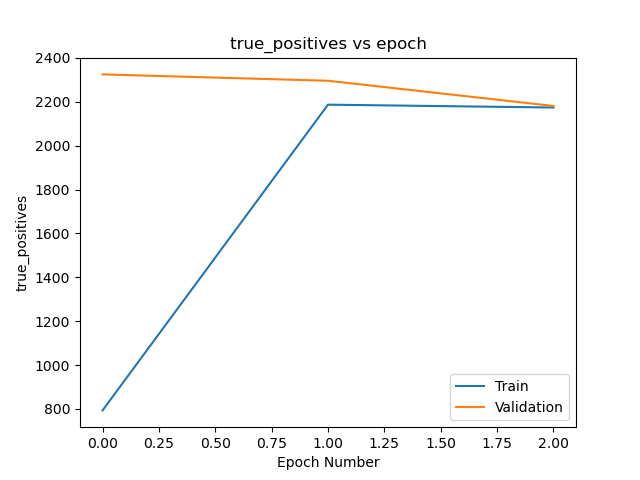 true_positives vs epoch
2400
2200
2000
1800
1600
1400
1200
1000
800
true_positives
0.00 0.25 0.50 0.75 1.00 1.25 1.50 1.75 2.00
Epoch Number
Train
Validation